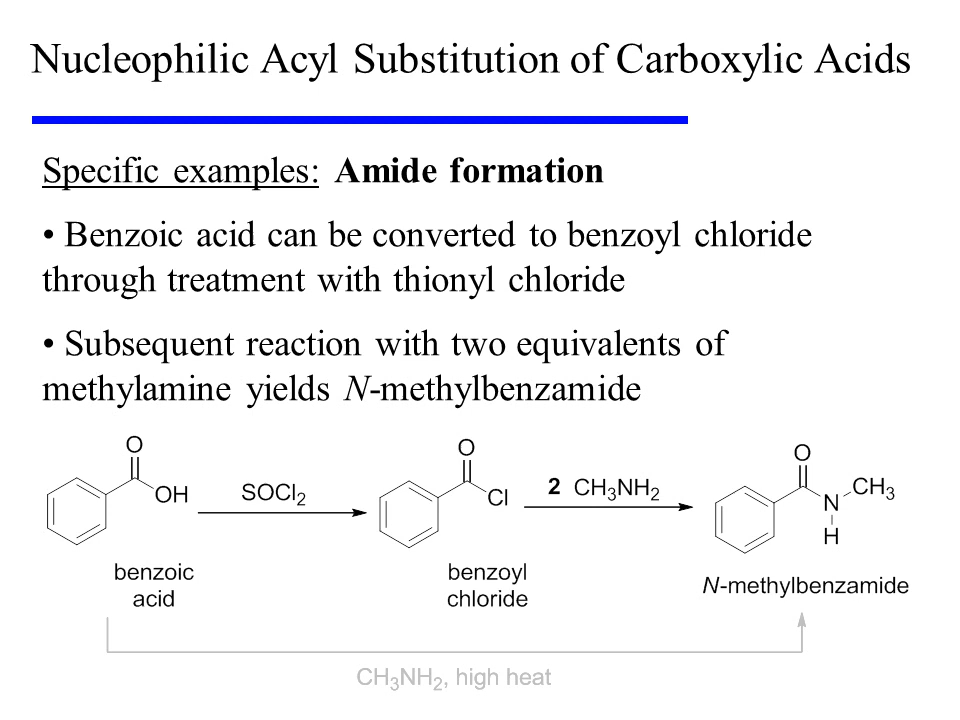 Nucleophilic Acyl Substitution of Carboxylic Acids
Specific examples: Amide formation
• Benzoic acid can be converted to benzoyl chloride
through treatment with thionyl chloride
• Subsequent reaction with two equivalents of
methylamine yields N-methylbenzamide
O
OH
SOCl₂
O
Cl
2 CH₃NH₂
O
N
CH₃
H
benzoic
acid
benzoyl
chloride
N-methylbenzamide
CH₃NH₂, high heat